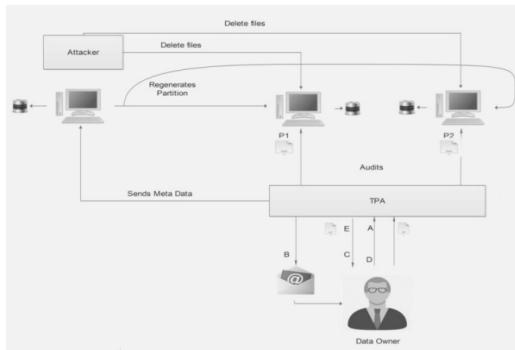 Delete files
Attacker
Delete files
Regenerates
Partition
P1
P2
Audits
Sends Meta Data
TPA
E
A
B
C
D
@
Data Owner